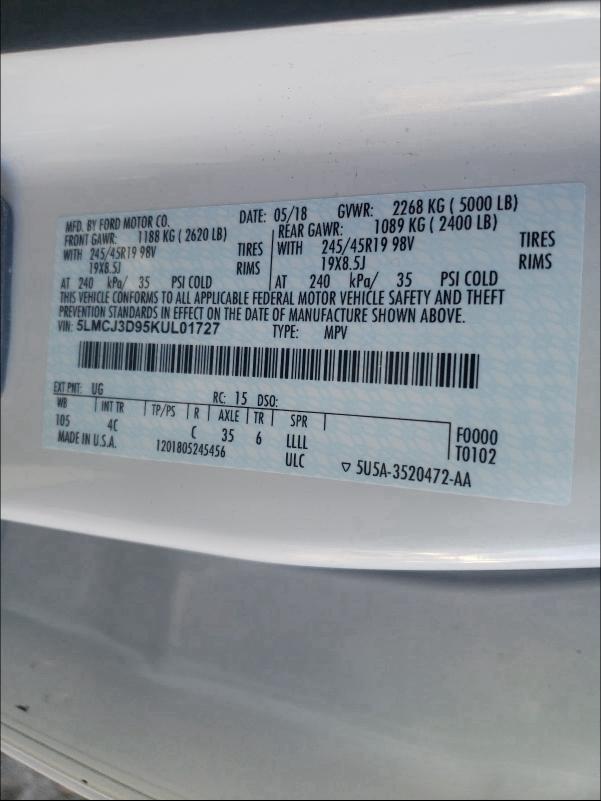 MFD. BY FORD MOTOR CO. DATE: 05/18 GVWR: 2268 KG ( 5000 LB)
FRONT GAWR: 1188 KG ( 2620 LB) REAR GAWR: 1089 KG ( 2400 LB)
WITH 245/45R19 98V TIRES WITH 245/45R19 98V TIRES
19X8.5J RIMS 19X8.5J RIMS
AT 240 kPa/ 35 PSI COLD AT 240 kPa/ 35 PSI COLD
THIS VEHICLE CONFORMS TO ALL APPLICABLE FEDERAL MOTOR VEHICLE SAFETY AND THEFT
PREVENTION STANDARDS IN EFFECT ON THE DATE OF MANUFACTURE SHOWN ABOVE.
VIN: 5LMCJ3D95KUL01727 TYPE: MPV
EXT PNT: UG RC: 15 DSO:
WB INT TR TP/PS R AXLE TR SPR
105 4C C 35 6 LLLL F0000
MADE IN U.S.A. 1201805245456 ULC T0102
▽ 5U5A-3520472-AA